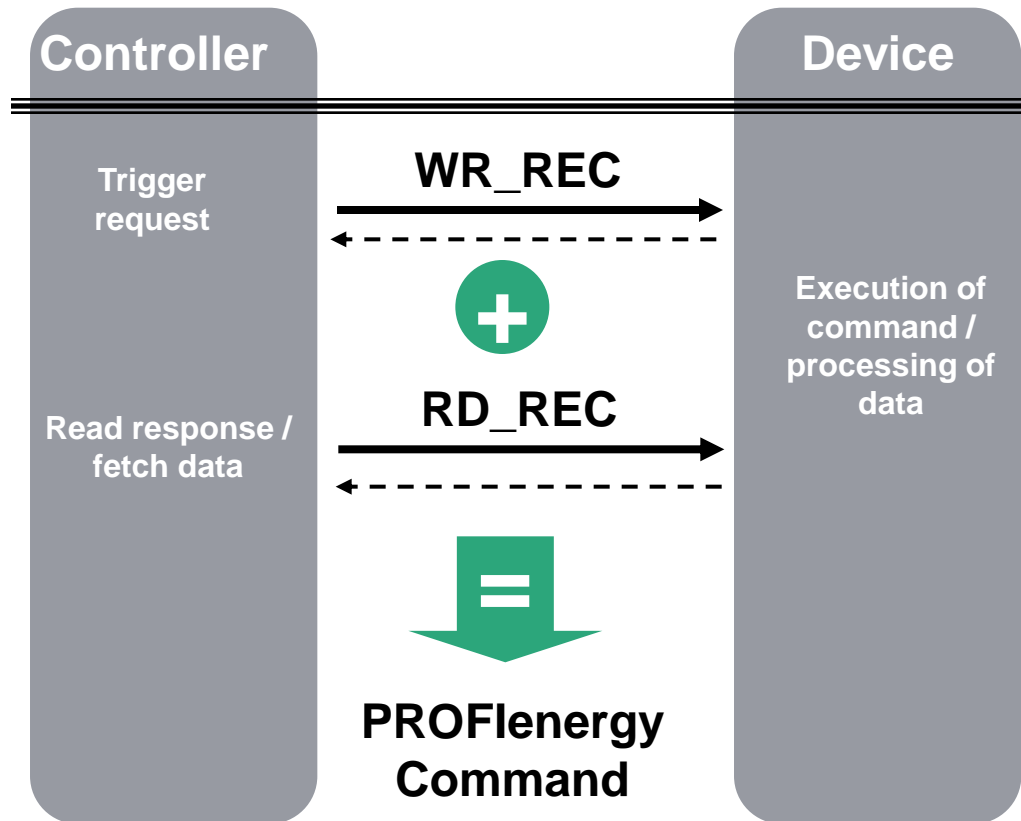 Controller
Device
WR_REC
Trigger
request
+
Execution of
command /
processing of
data
RD_REC
Read response /
fetch data
=
PROFIenergy
Command